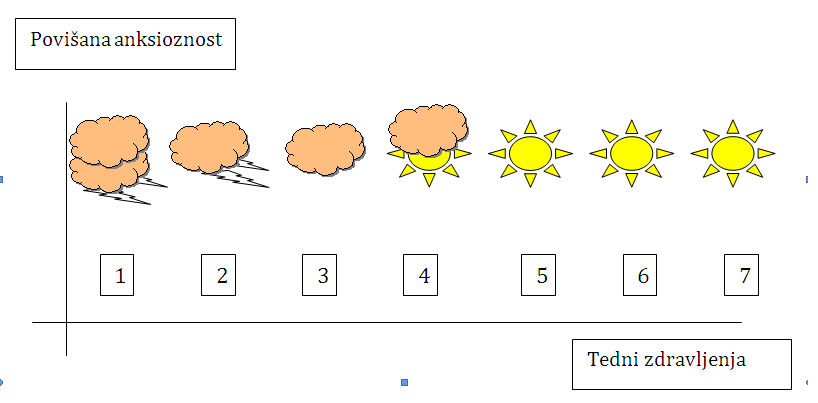 Povišana anksioznost
1 2 3 4 5 6 7
Tedni zdravljenja